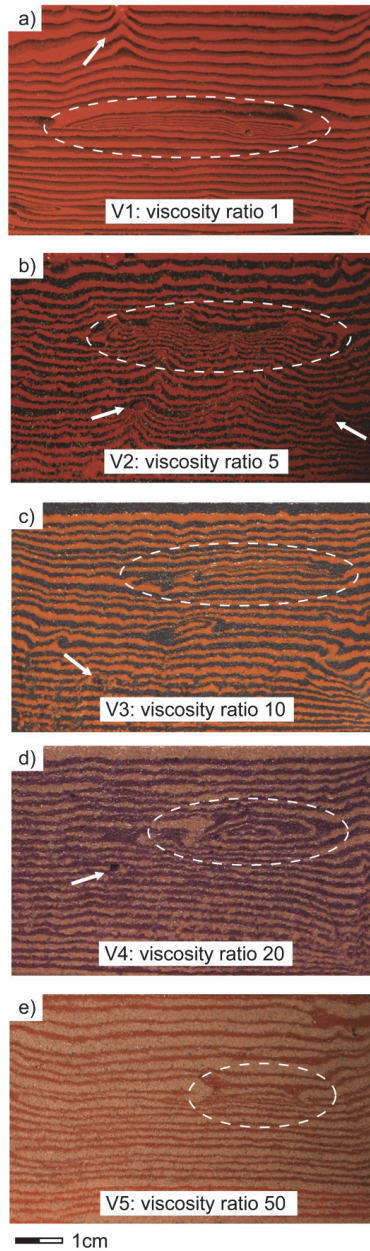 a)
V1: viscosity ratio 1
b)
V2: viscosity ratio 5
c)
V3: viscosity ratio 10
d)
V4: viscosity ratio 20
e)
V5: viscosity ratio 50
1cm